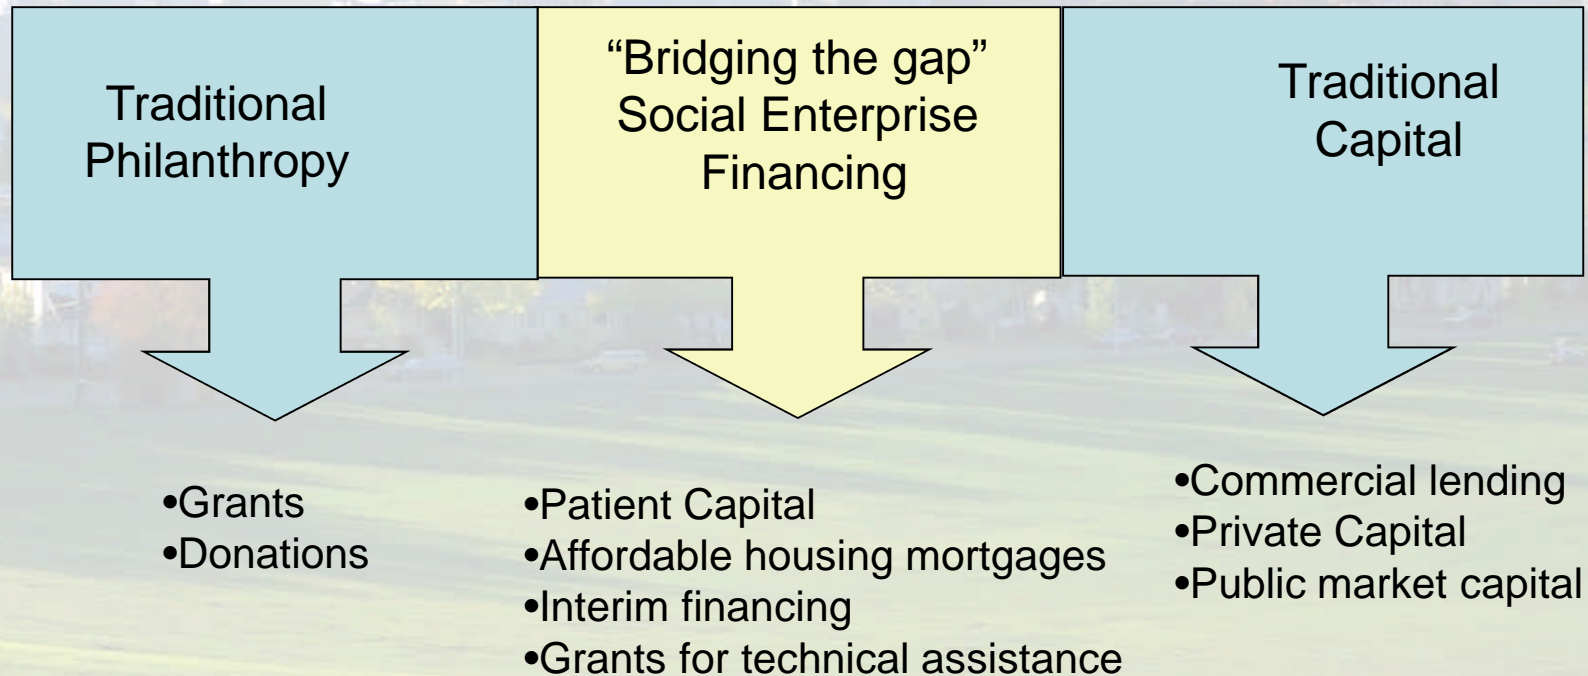 Traditional
Philanthropy
“Bridging the gap”
Social Enterprise
Financing
Traditional
Capital
•Grants
•Donations
•Patient Capital
•Affordable housing mortgages
•Interim financing
•Grants for technical assistance
•Commercial lending
•Private Capital
•Public market capital